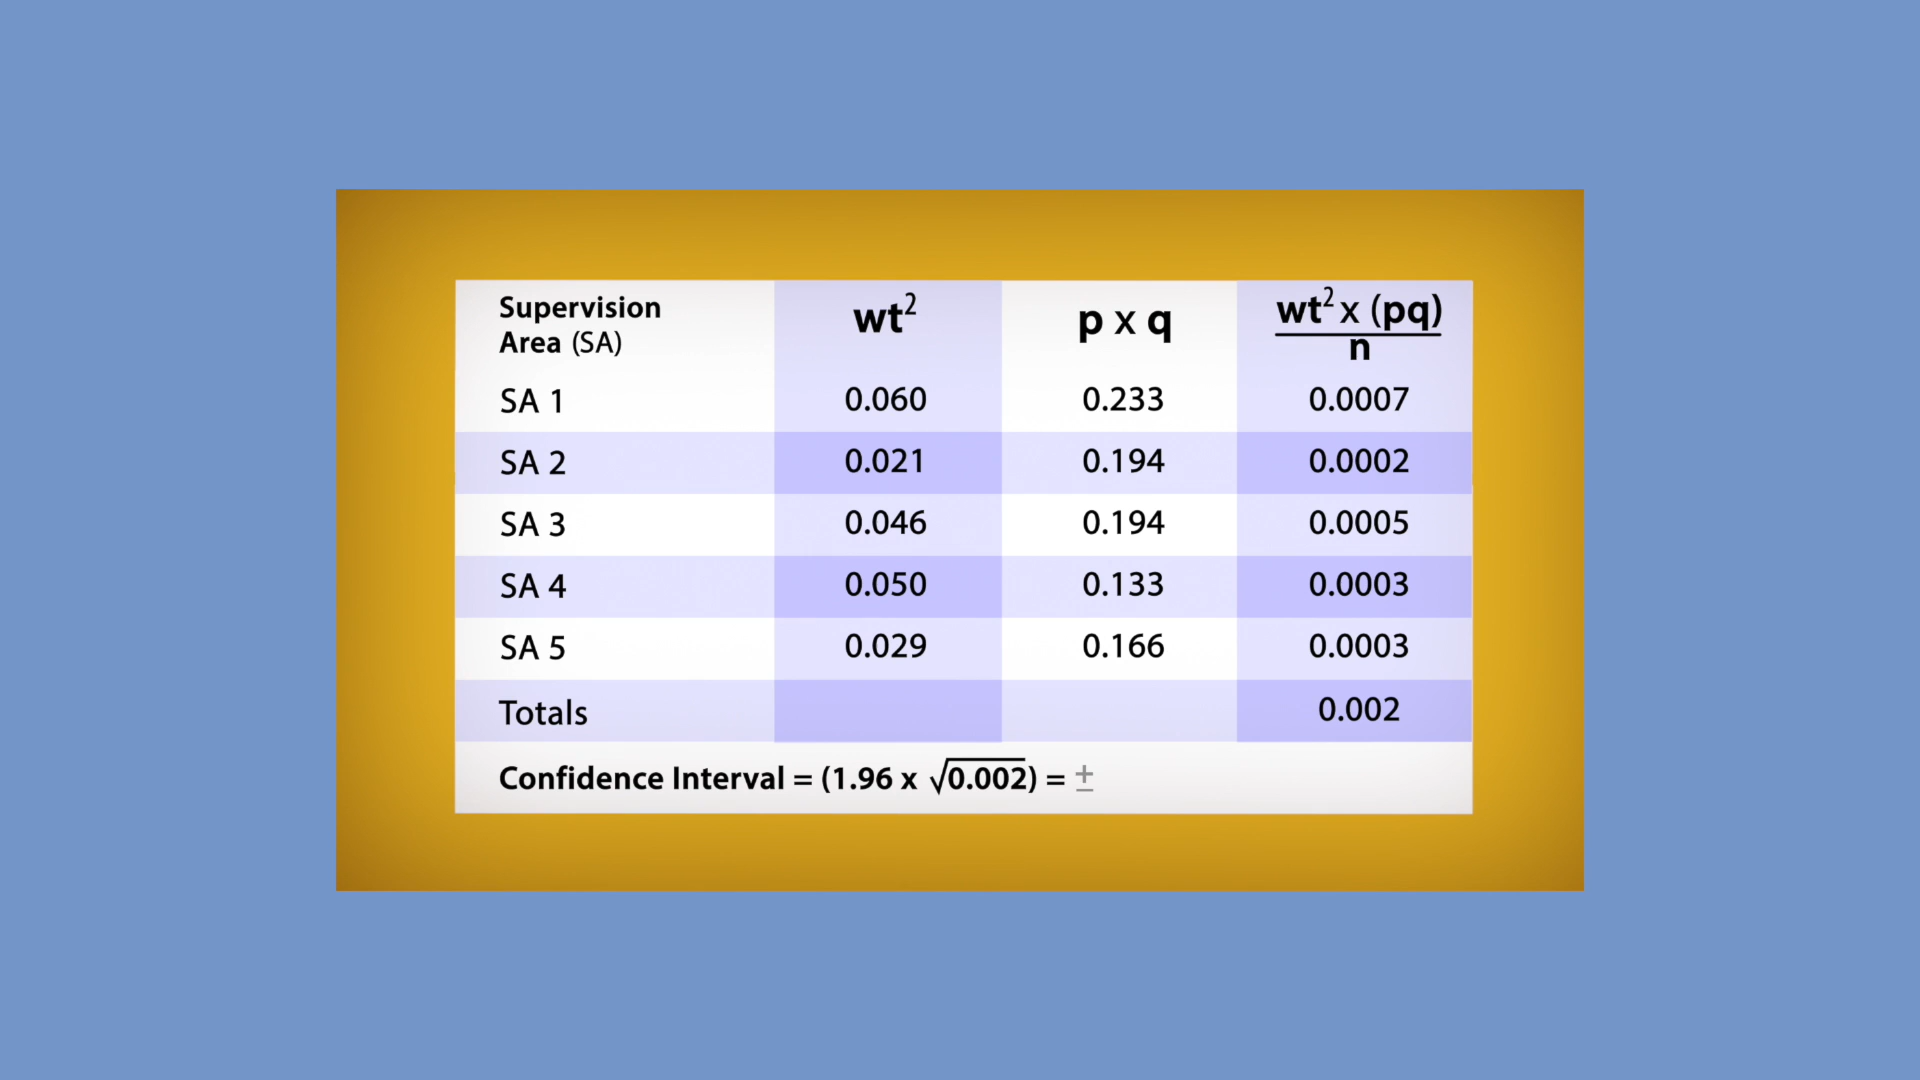 Supervision Area (SA) wt² p x q wt² x (pq) / n
SA 1 0.060 0.233 0.0007
SA 2 0.021 0.194 0.0002
SA 3 0.046 0.194 0.0005
SA 4 0.050 0.133 0.0003
SA 5 0.029 0.166 0.0003
Totals 0.002
Confidence Interval = (1.96 x √0.002) = ±